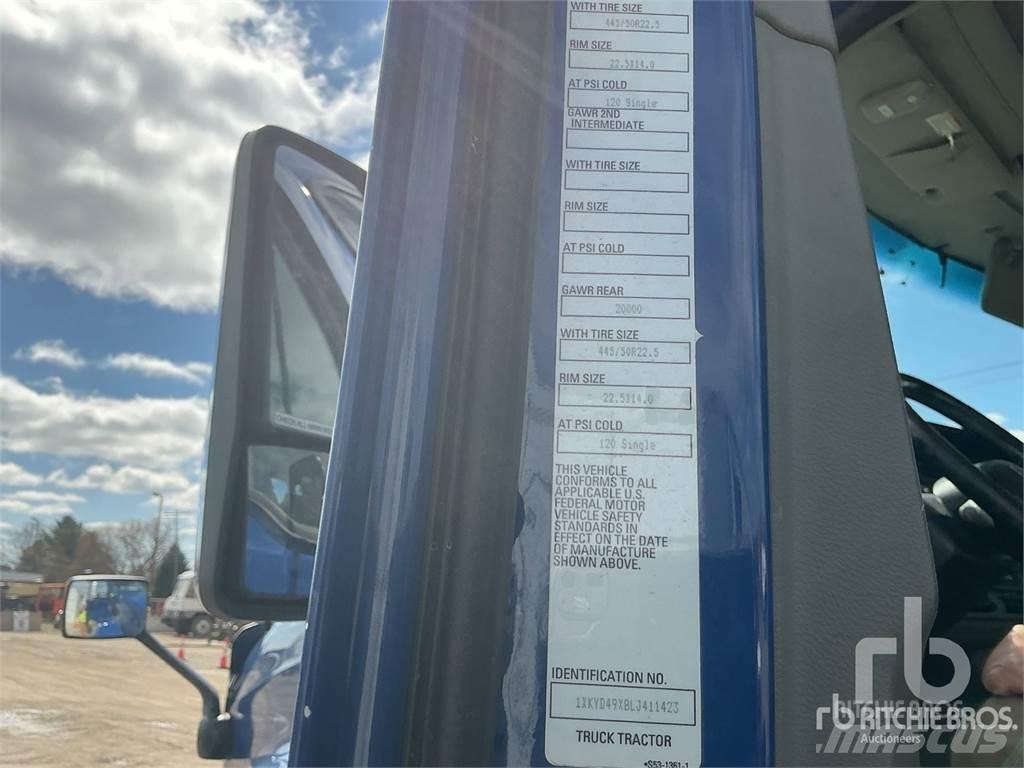 WITH TIRE SIZE
445/50R22.5
RIM SIZE
22.5X14.0
AT PSI COLD
120 Single
GAWR 2ND
INTERMEDIATE
WITH TIRE SIZE
RIM SIZE
AT PSI COLD
GAWR REAR
20000
WITH TIRE SIZE
445/50R22.5
RIM SIZE
22.5X14.0
AT PSI COLD
120 Single
THIS VEHICLE
CONFORMS TO ALL
APPLICABLE U.S.
FEDERAL MOTOR
VEHICLE SAFETY
STANDARDS IN
EFFECT ON THE DATE
OF MANUFACTURE
SHOWN ABOVE.
IDENTIFICATION NO.
1XKYD49X8LJ411423
TRUCK TRACTOR
•S53-1361-1
rb
rb RITCHIE BROS.
Auctioneers
mascus